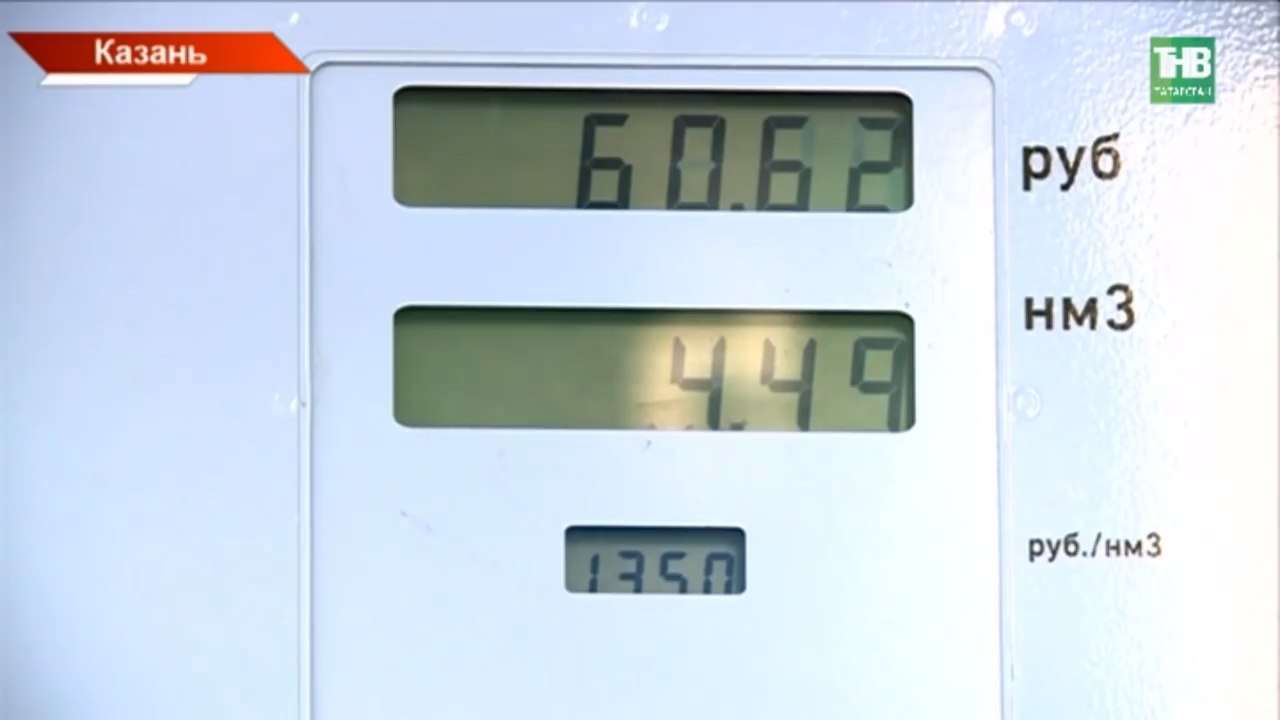 Казань
ТНВ
ТАТАРСТАН
60.62
руб
4.49
нм3
1350
руб./нм3